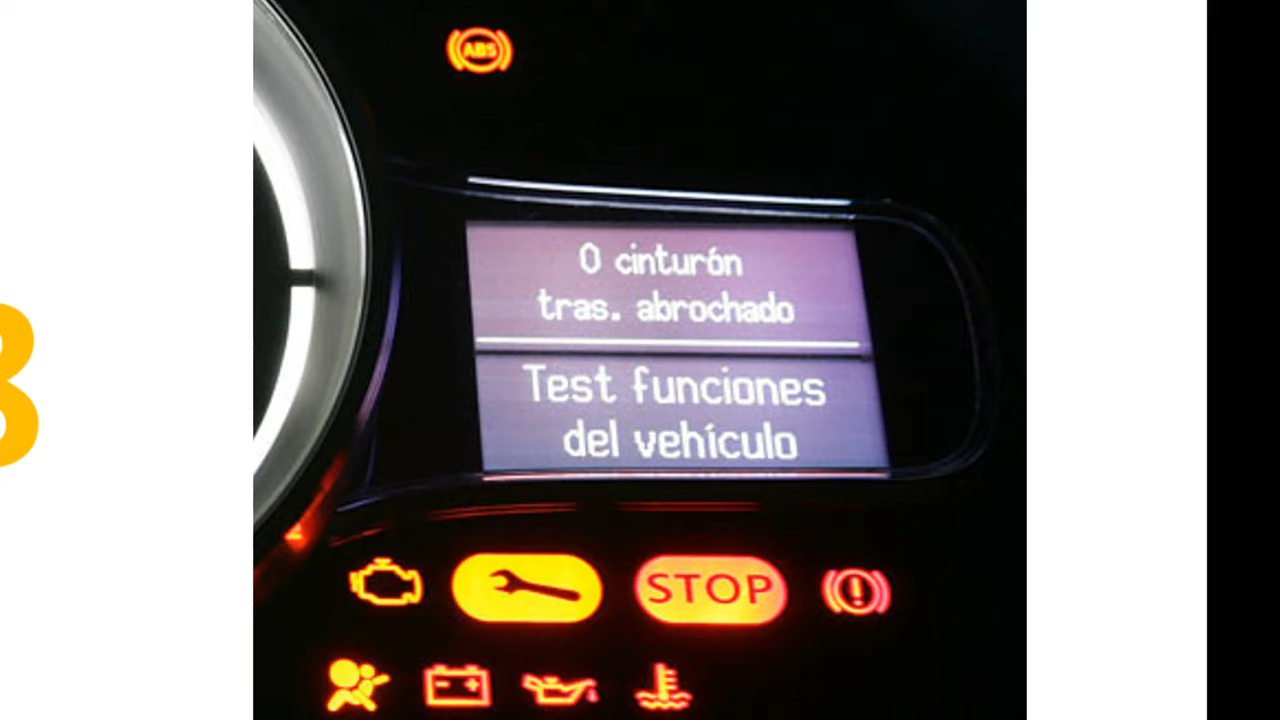 ABS
0 cinturón
tras. abrochado
Test funciones
del vehículo
STOP